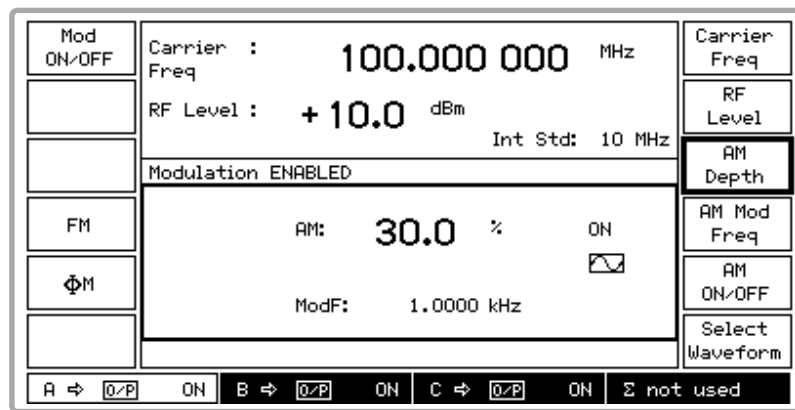 Mod
ON/OFF
FM
ΦM
Carrier :
Freq
100.000 000 MHz
RF Level : +10.0 dBm
Int Std: 10 MHz
Modulation ENABLED
AM: 30.0 % ON
ModF: 1.0000 kHz
Carrier
Freq
RF
Level
AM
Depth
AM Mod
Freq
AM
ON/OFF
Select
Waveform
A ⇨ O/P ON
B ⇨ O/P ON
C ⇨ O/P ON
Σ not used